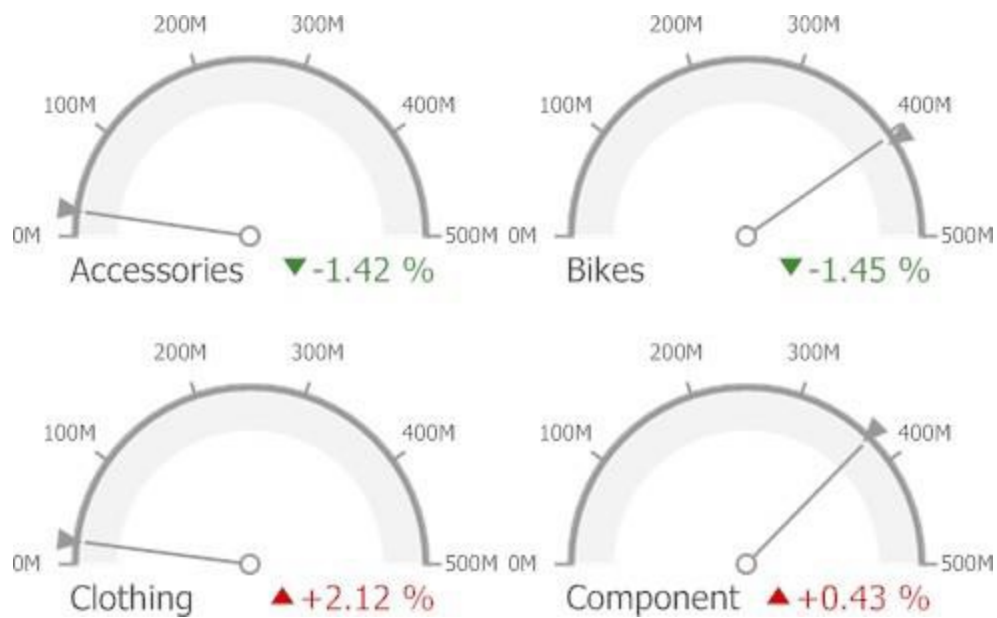 200M 300M 200M 300M
100M 400M 100M 400M
0M 500M 0M 500M
Accessories ▼-1.42 % Bikes ▼-1.45 %
200M 300M 200M 300M
100M 400M 100M 400M
0M 500M 0M 500M
Clothing ▲+2.12 % Component ▲+0.43 %